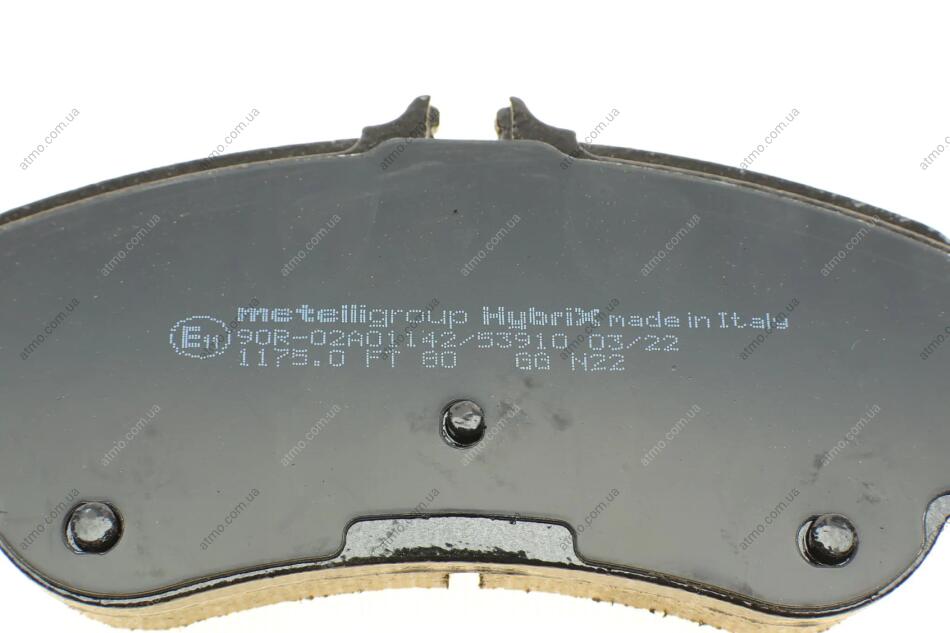 metelligroup HybriX made in Italy
E11 90R-02A01142/53910 03/22
1175.0 FT 80 GG N22
atmo.com.ua